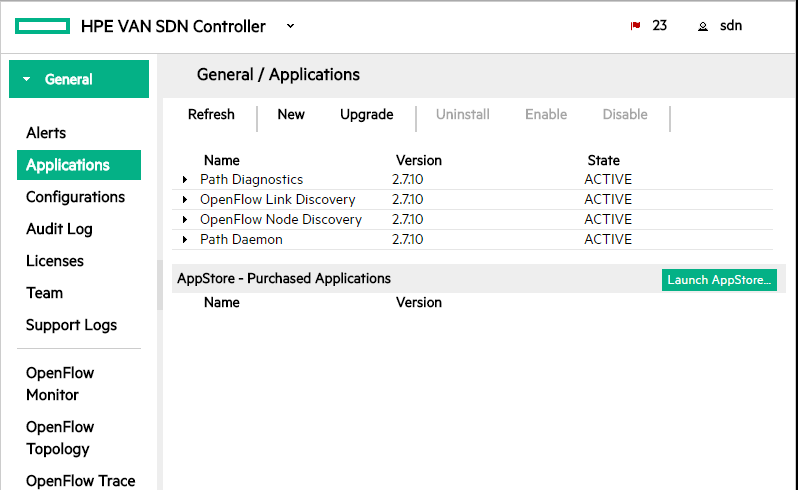 HPE VAN SDN Controller
23
sdn
General
Alerts
Applications
Configurations
Audit Log
Licenses
Team
Support Logs
OpenFlow
Monitor
OpenFlow
Topology
OpenFlow Trace
General / Applications
Refresh New Upgrade Uninstall Enable Disable
Name Version State
Path Diagnostics 2.7.10 ACTIVE
OpenFlow Link Discovery 2.7.10 ACTIVE
OpenFlow Node Discovery 2.7.10 ACTIVE
Path Daemon 2.7.10 ACTIVE
AppStore - Purchased Applications Launch AppStore...
Name Version